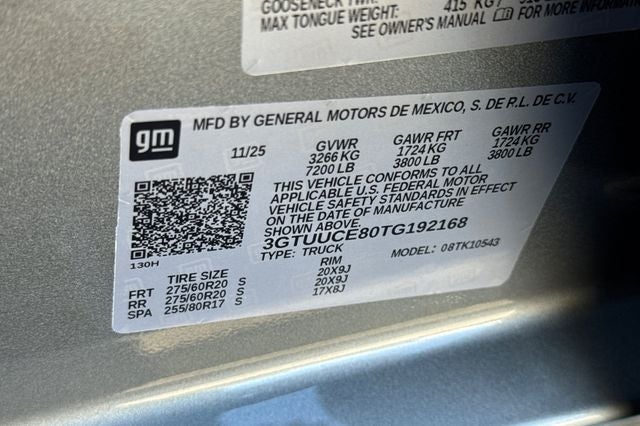 GOOSENECK TWR:
MAX TONGUE WEIGHT: 415 KG /
SEE OWNER'S MANUAL FOR MORE INFORMATION
gm
MFD BY GENERAL MOTORS DE MEXICO, S. DE R.L. DE C.V.
11/25 GVWR GAWR FRT GAWR RR
3266 KG 1724 KG 1724 KG
7200 LB 3800 LB 3800 LB
THIS VEHICLE CONFORMS TO ALL
APPLICABLE U.S. FEDERAL MOTOR
VEHICLE SAFETY STANDARDS IN EFFECT
ON THE DATE OF MANUFACTURE
3GTUUCE80TG192168
TYPE: TRUCK MODEL: 08TK10543
130H
TIRE SIZE RIM
FRT 275/60R20 S 20X9J
RR 275/60R20 S 20X9J
SPA 255/80R17 S 17X8J